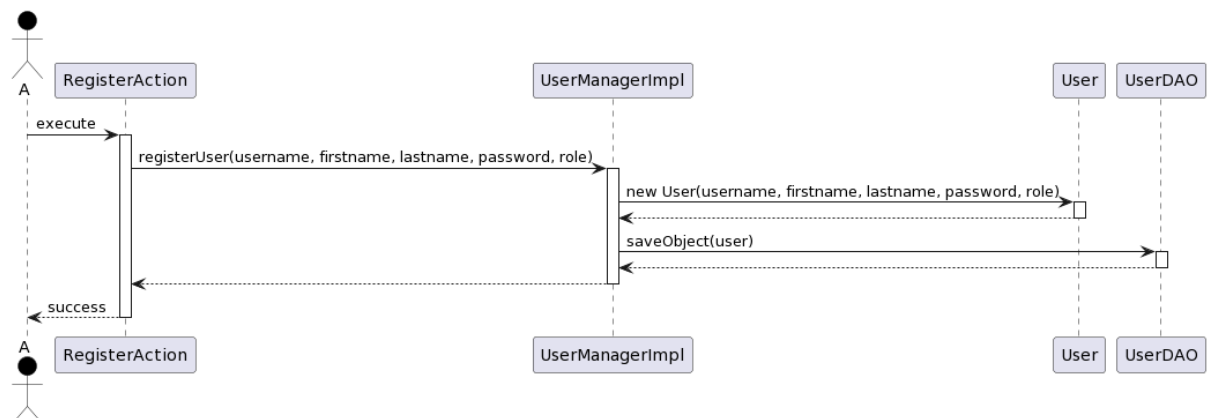 A
RegisterAction
UserManagerImpl
User
UserDAO
execute
registerUser(username, firstname, lastname, password, role)
new User(username, firstname, lastname, password, role)
saveObject(user)
success
A
RegisterAction
UserManagerImpl
User
UserDAO